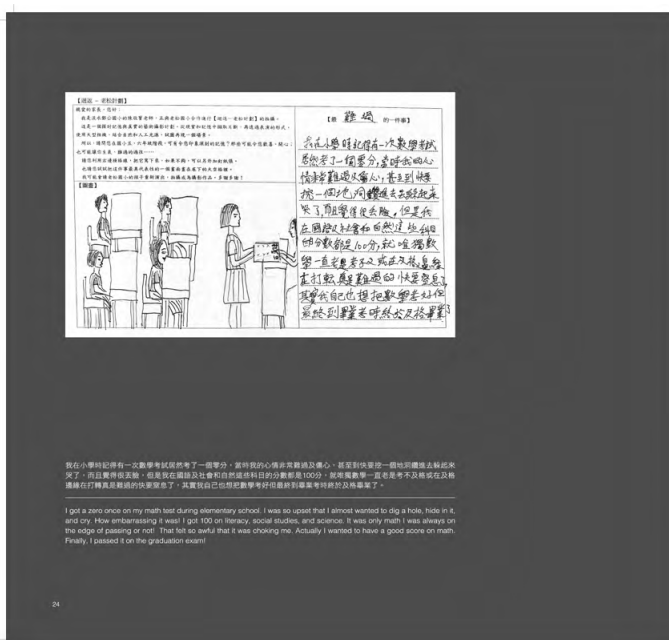 【追追 - 老松計劃】
親愛的家長，您好：
【圖畫】
【最 難過 的一件事】
我在小學時記得有一次數學考試
居然考了一個零分，當時我的心
情非常難過及傷心，甚至到快要
挖一個地洞鑽進去躲起來
哭了，而且覺得很丟臉，但是我
在國語及社會和自然這些科目
的分數都是100分，就唯獨數
學一直老是考不及或在及格邊緣
在打轉真是難過的快要窒息了，
其實我自己也想把數學考好但
最終到畢業考時終於及格畢業了
我在小學時記得有一次數學考試居然考了一個零分，當時我的心情非常難過及傷心，甚至到快要挖一個地洞鑽進去躲起來
哭了，而且覺得很丟臉，但是我在國語及社會和自然這些科目的分數都是100分，就唯獨數學一直老是考不及格或在及格
邊緣在打轉真是難過的快要窒息了，其實我自己也想把數學考好但最終到畢業考時終於及格畢業了。
I got a zero once on my math test during elementary school. I was so upset that I almost wanted to dig a hole, hide in it,
and cry. How embarrassing it was! I got 100 on literacy, social studies, and science. It was only math I was always on
the edge of passing or not! That felt so awful that it was choking me. Actually I wanted to have a good score on math.
Finally, I passed it on the graduation exam!
24